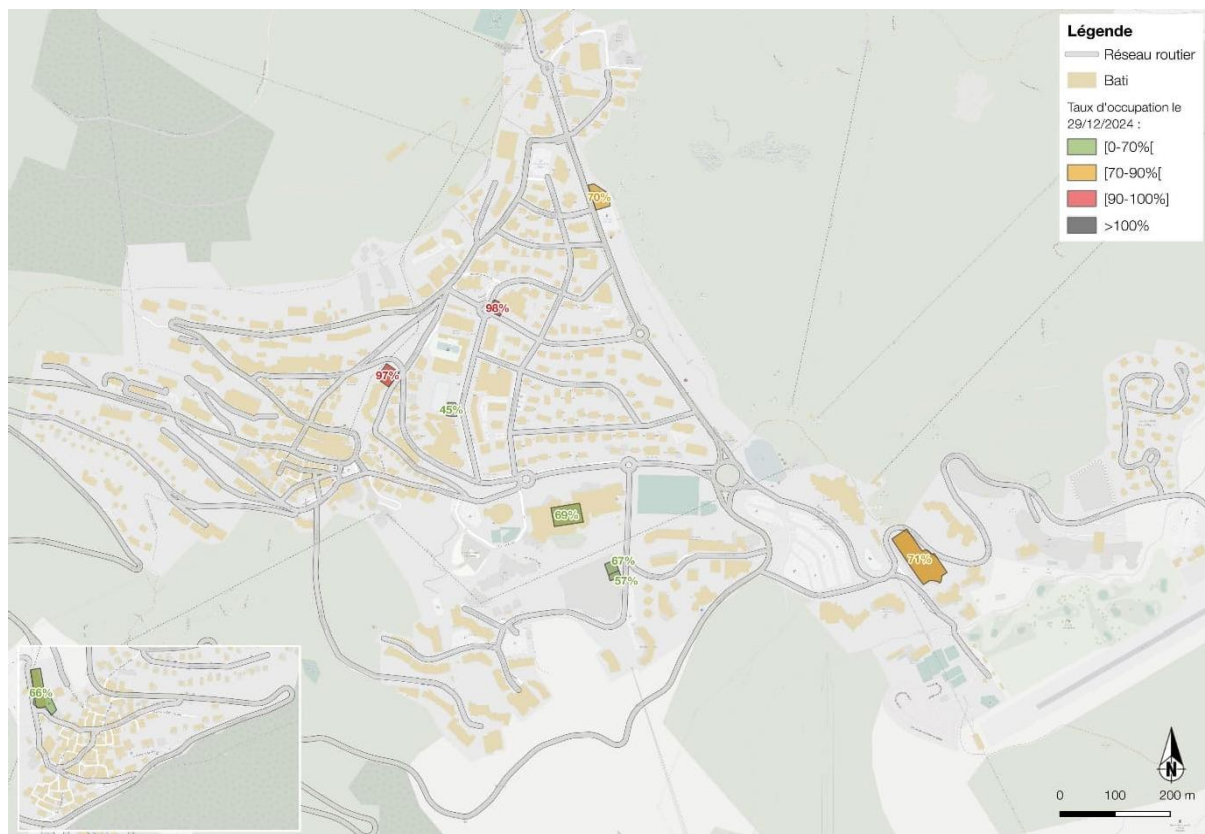 Légende
Réseau routier
Bati
Taux d'occupation le
29/12/2024 :
[0-70%[
[70-90%[
[90-100%]
>100%
70%
98%
97%
45%
69%
67%
57%
71%
66%
N
0 100 200 m